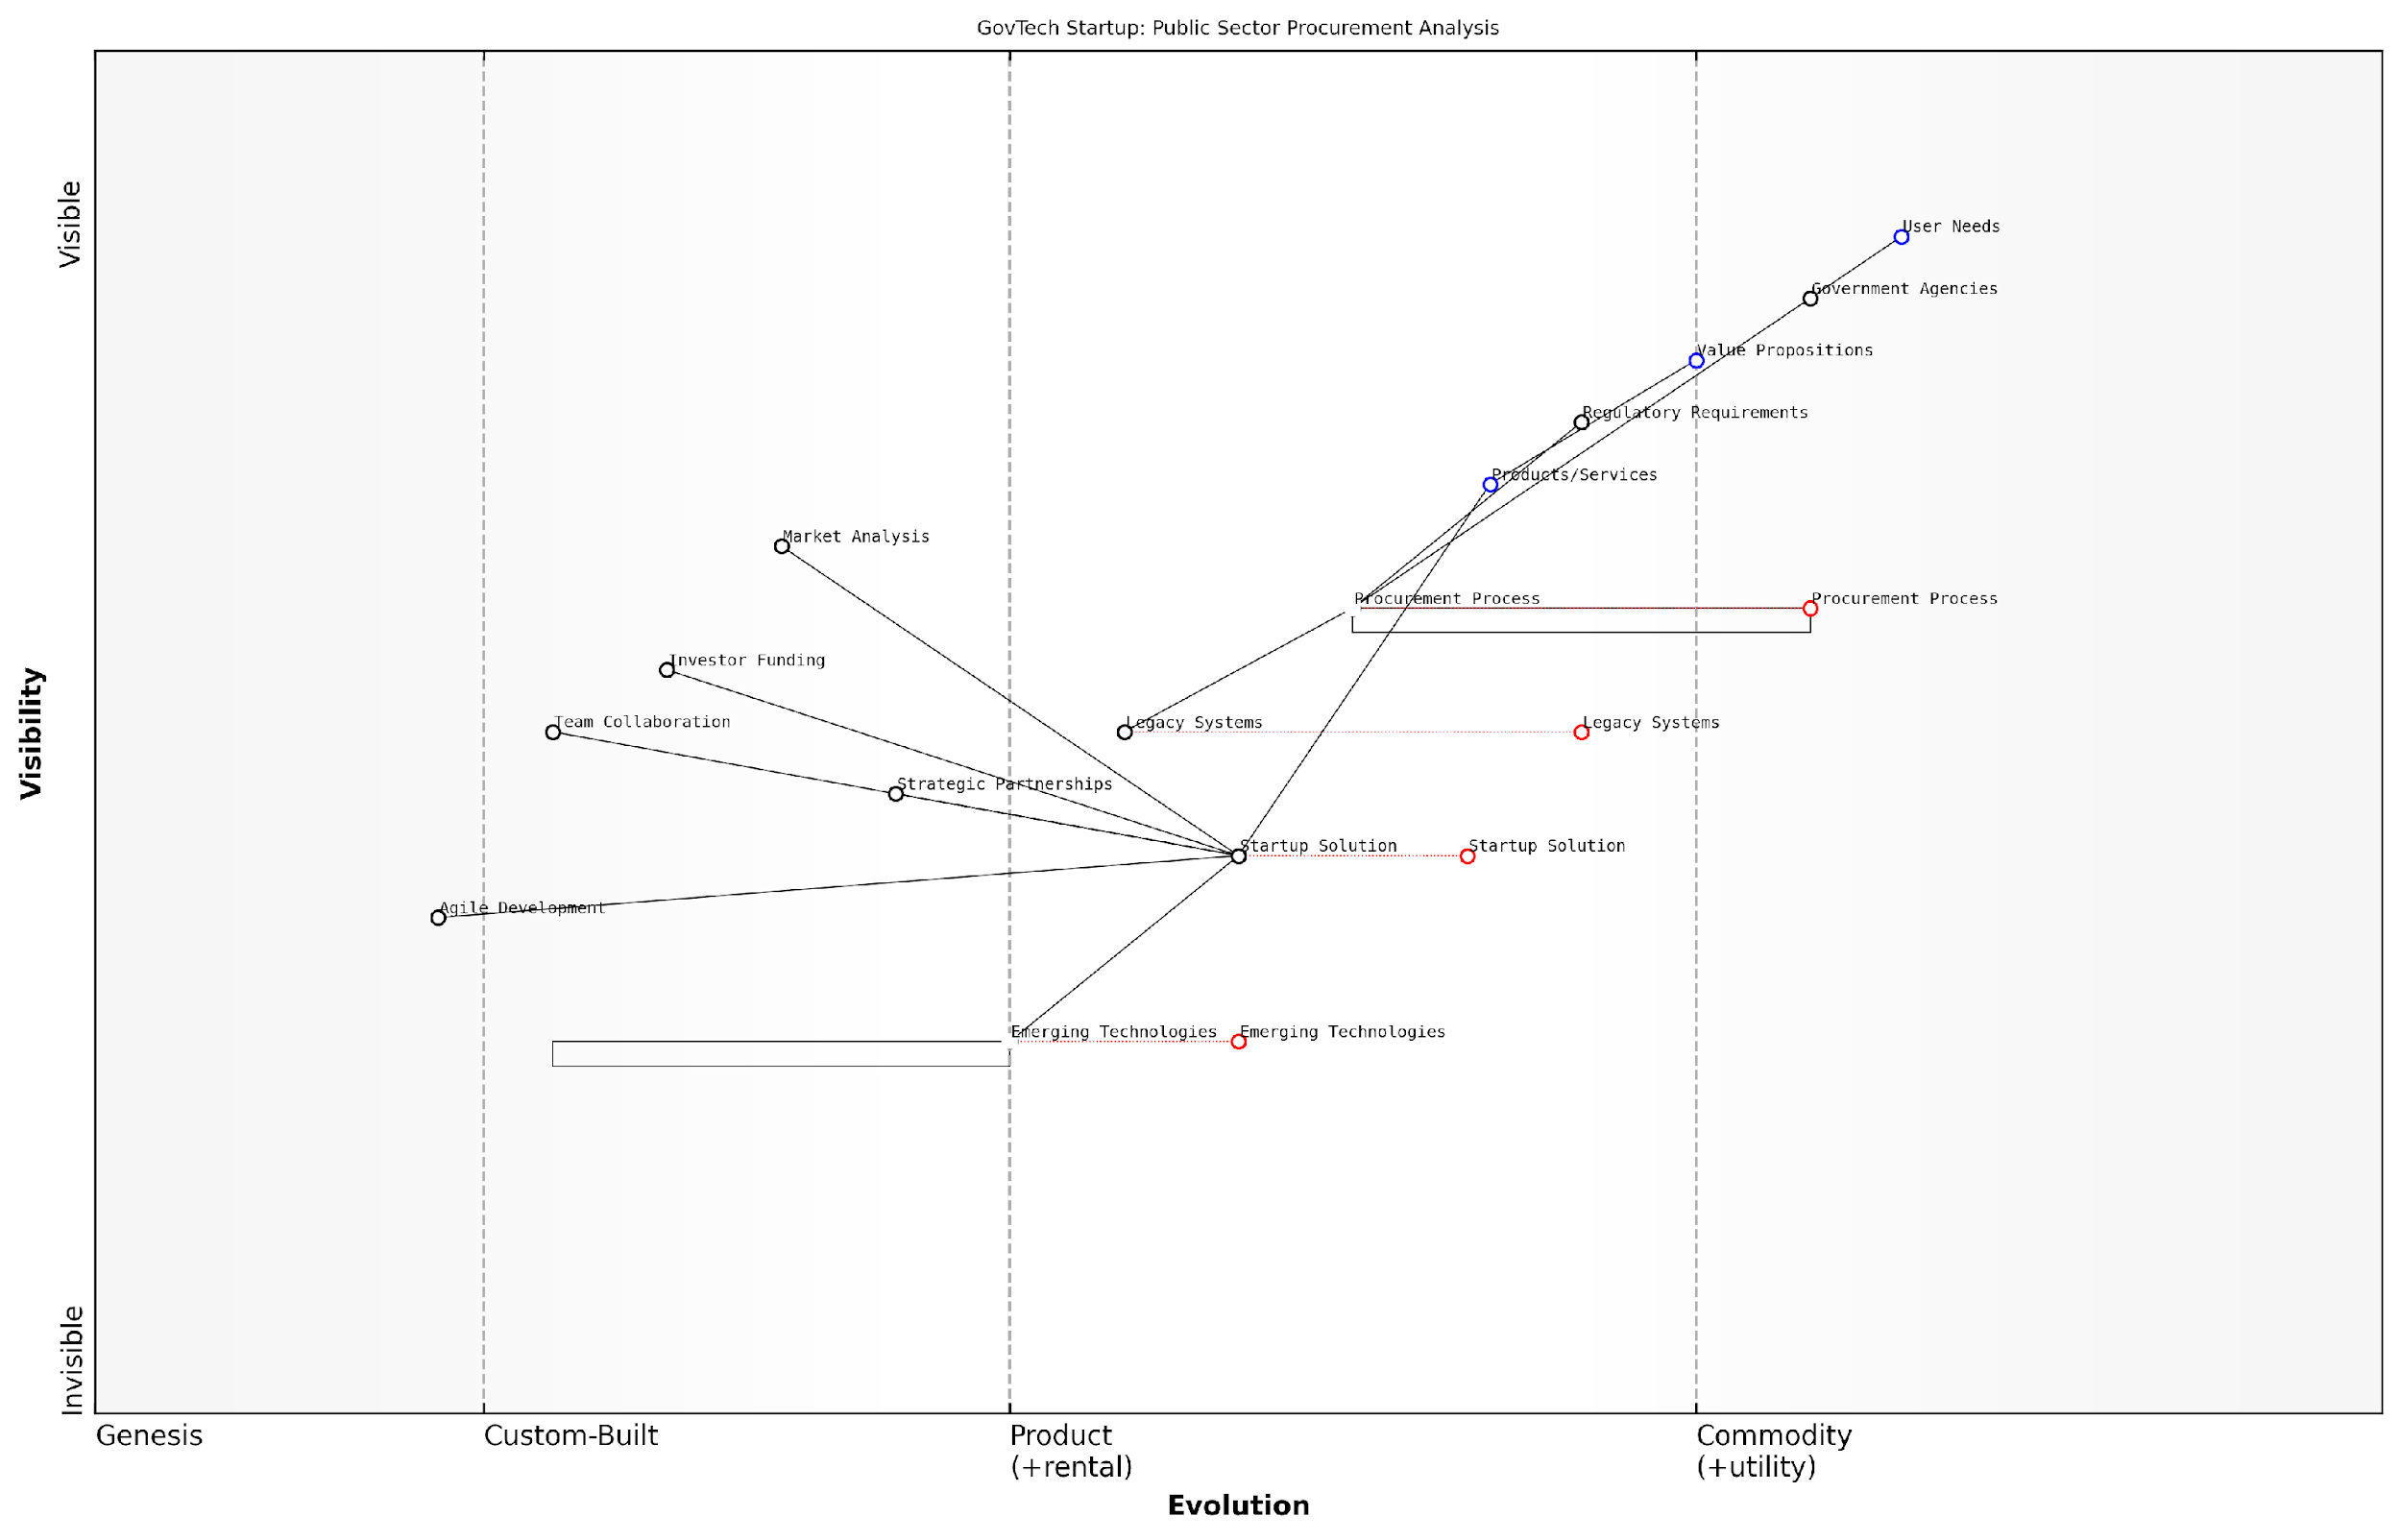 GovTech Startup: Public Sector Procurement Analysis
Visible
User Needs
Government Agencies
Value Propositions
Regulatory Requirements
Products/Services
Market Analysis
Procurement Process
Procurement Process
Investor Funding
Team Collaboration
Legacy Systems
Legacy Systems
Visibility
Strategic Partnerships
Startup Solution
Startup Solution
Agile Development
Emerging Technologies
Emerging Technologies
Invisible
Genesis
Custom-Built
Product
(+rental)
Commodity
(+utility)
Evolution